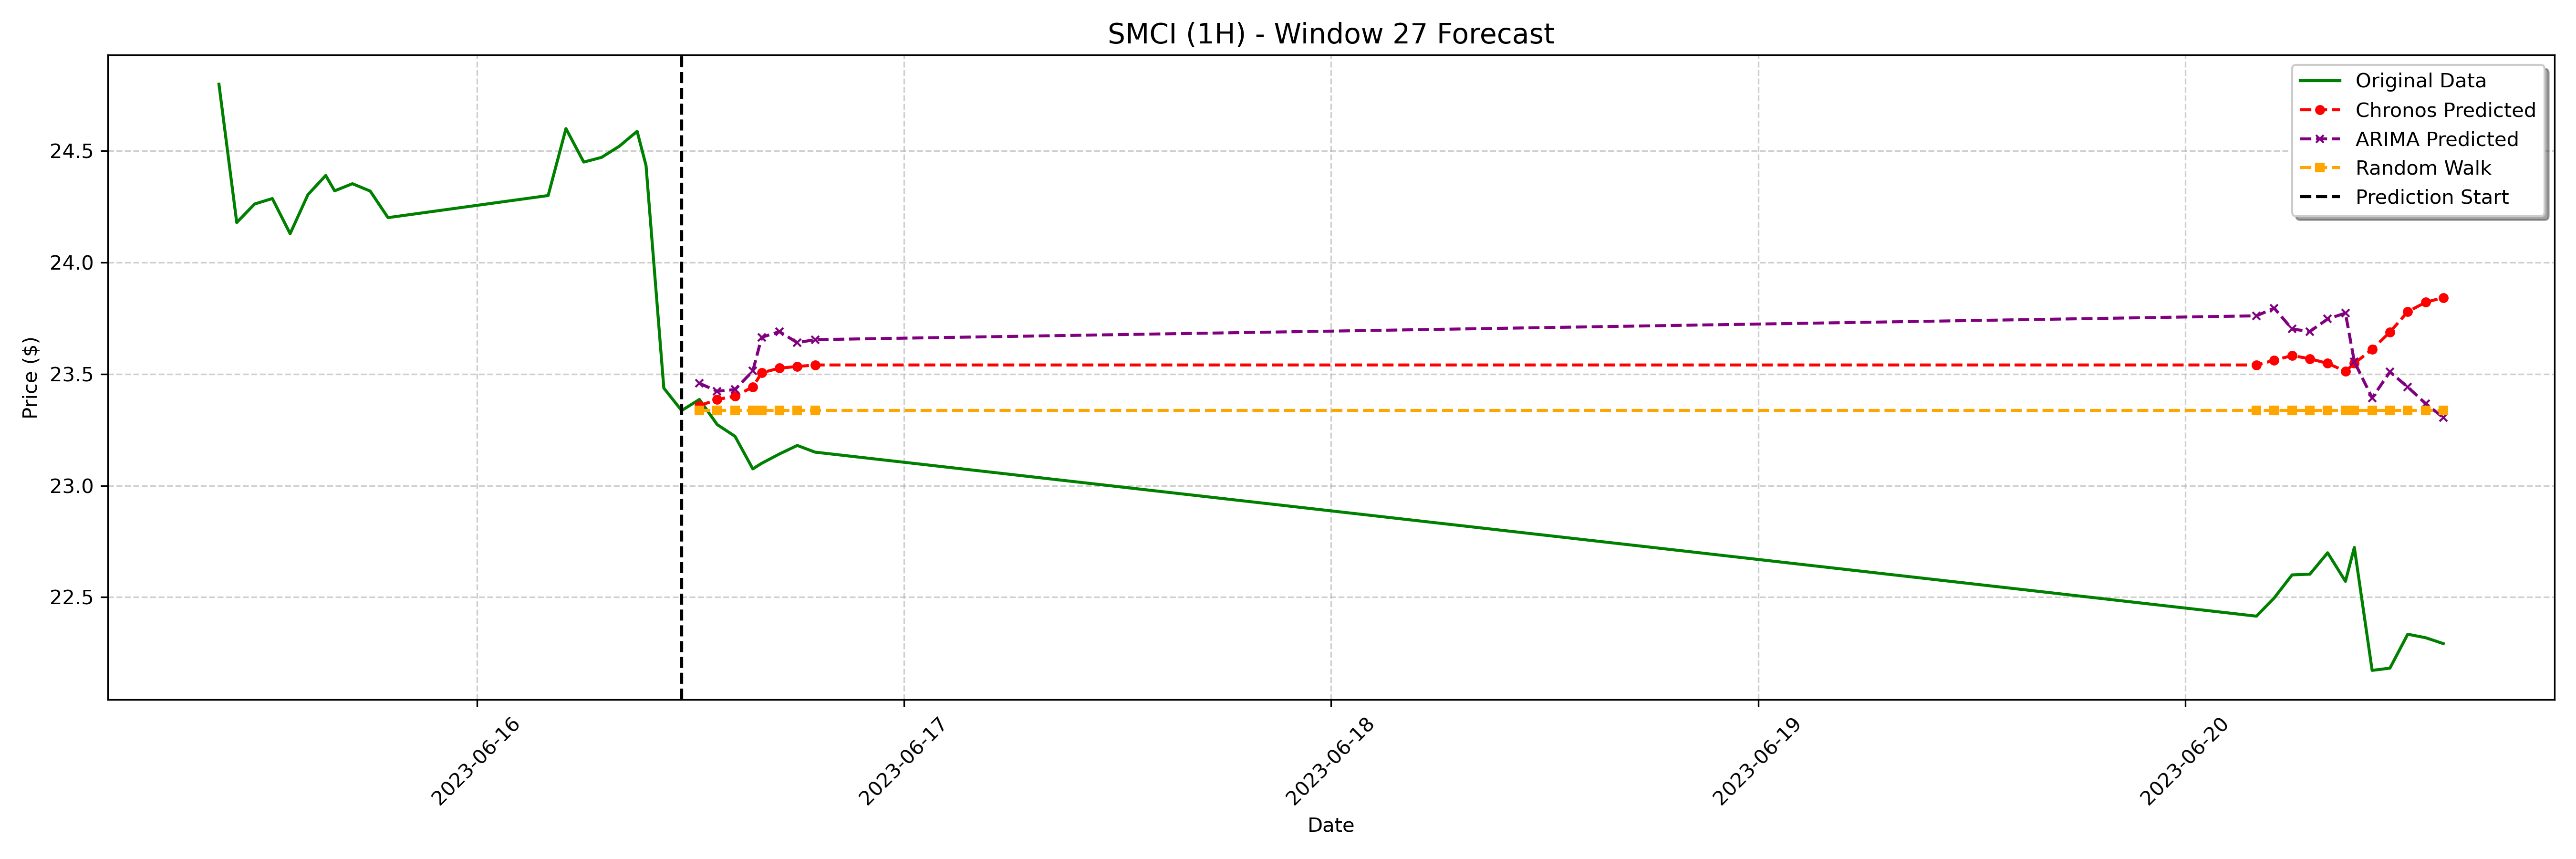 SMCI (1H) - Window 27 Forecast
Original Data
Chronos Predicted
ARIMA Predicted
Random Walk
Prediction Start
Price ($)
24.5
24.0
23.5
23.0
22.5
2023-06-16
2023-06-17
2023-06-18
2023-06-19
2023-06-20
Date